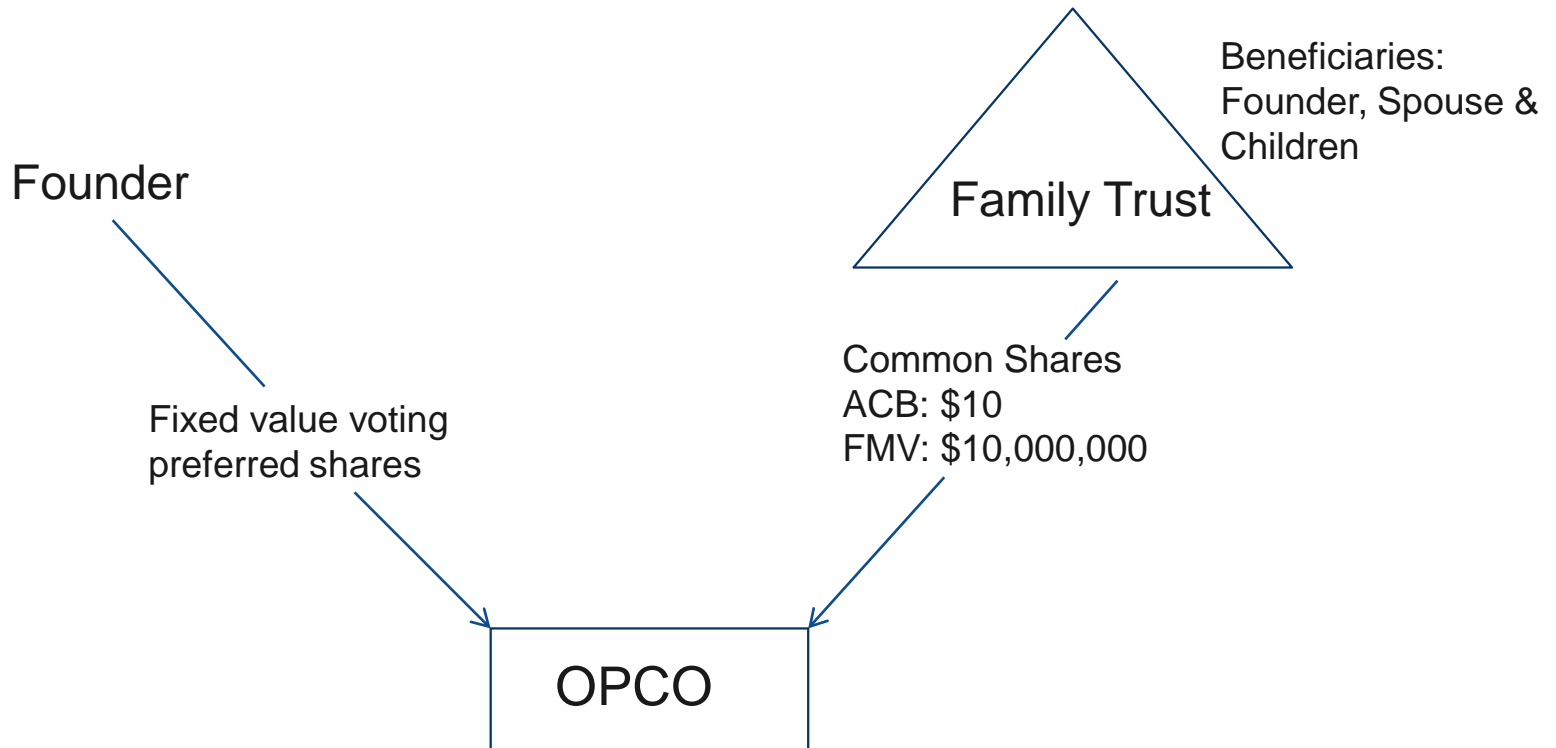 Beneficiaries:
Founder, Spouse &
Children
Founder
Family Trust
Common Shares
ACB: $10
FMV: $10,000,000
Fixed value voting
preferred shares
OPCO